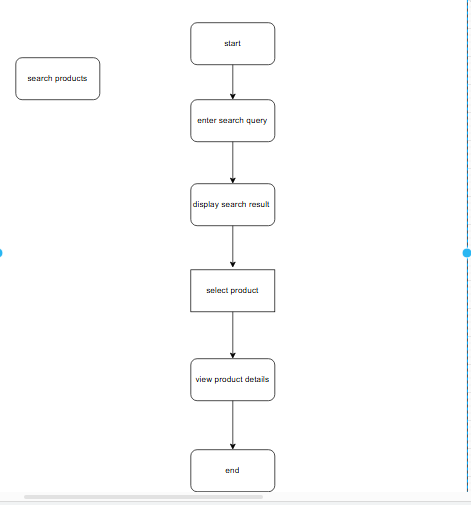 start
search products
enter search query
display search result
select product
view product details
end